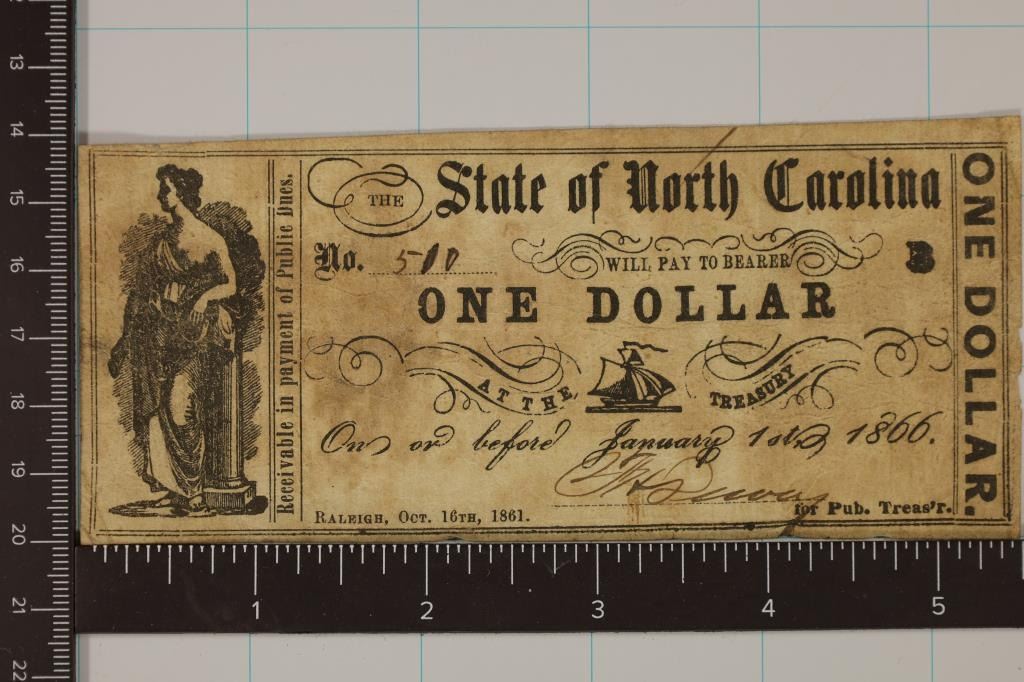 THE State of North Carolina
No. 510
WILL PAY TO BEARER
B
ONE DOLLAR
AT THE TREASURY
On or before January 1st, 1866.
for Pub. Treas'r.
RALEIGH, OCT. 16TH, 1861.
Receivable in payment of Public Dues.
ONE DOLLAR.
13
14
15
16
17
18
19
20
21
22
1 2 3 4 5